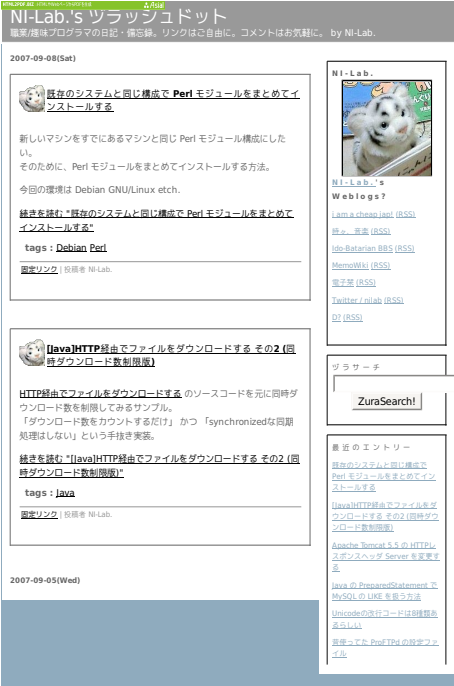 NI-Lab.'s ヅラッシュドット
職業/趣味プログラマの日記・備忘録。リンクはご自由に。コメントはお気軽に。 by NI-Lab.
2007-09-08(Sat)
既存のシステムと同じ構成で Perl モジュールをまとめてイ
ンストールする
新しいマシンをすでにあるマシンと同じ Perl モジュール構成にした
い。
そのために、Perl モジュールをまとめてインストールする方法。
今回の環境は Debian GNU/Linux etch.
続きを読む "既存のシステムと同じ構成で Perl モジュールをまとめて
インストールする"
tags : Debian Perl
固定リンク | 投稿者 NI-Lab.
[Java]HTTP経由でファイルをダウンロードする その2 (同
時ダウンロード数制限版)
HTTP経由でファイルをダウンロードする のソースコードを元に同時ダ
ウンロード数を制限してみるサンプル。
「ダウンロード数をカウントするだけ」 かつ 「synchronizedな同期
処理はしない」という手抜き実装。
続きを読む "[Java]HTTP経由でファイルをダウンロードする その2 (同
時ダウンロード数制限版)"
tags : Java
固定リンク | 投稿者 NI-Lab.
2007-09-05(Wed)
NI-Lab.
NI-Lab.'s
Weblogs?
i am a cheap jap! (RSS)
時々、音楽 (RSS)
Ido-Batarian BBS (RSS)
MemoWiki (RSS)
電子栞 (RSS)
Twitter / nilab (RSS)
D? (RSS)
ヅラサーチ
ZuraSearch!
最近のエントリー
既存のシステムと同じ構成で
Perl モジュールをまとめてイン
ストールする
[Java]HTTP経由でファイルをダ
ウンロードする その2 (同時ダウ
ンロード数制限版)
Apache Tomcat 5.5 の HTTPレ
スポンスヘッダ Server を変更す
る
Java の PreparedStatement で
MySQL の LIKE を扱う方法
Unicodeの改行コードは8種類あ
るらしい
昔使ってた ProFTPd の設定ファ
イル